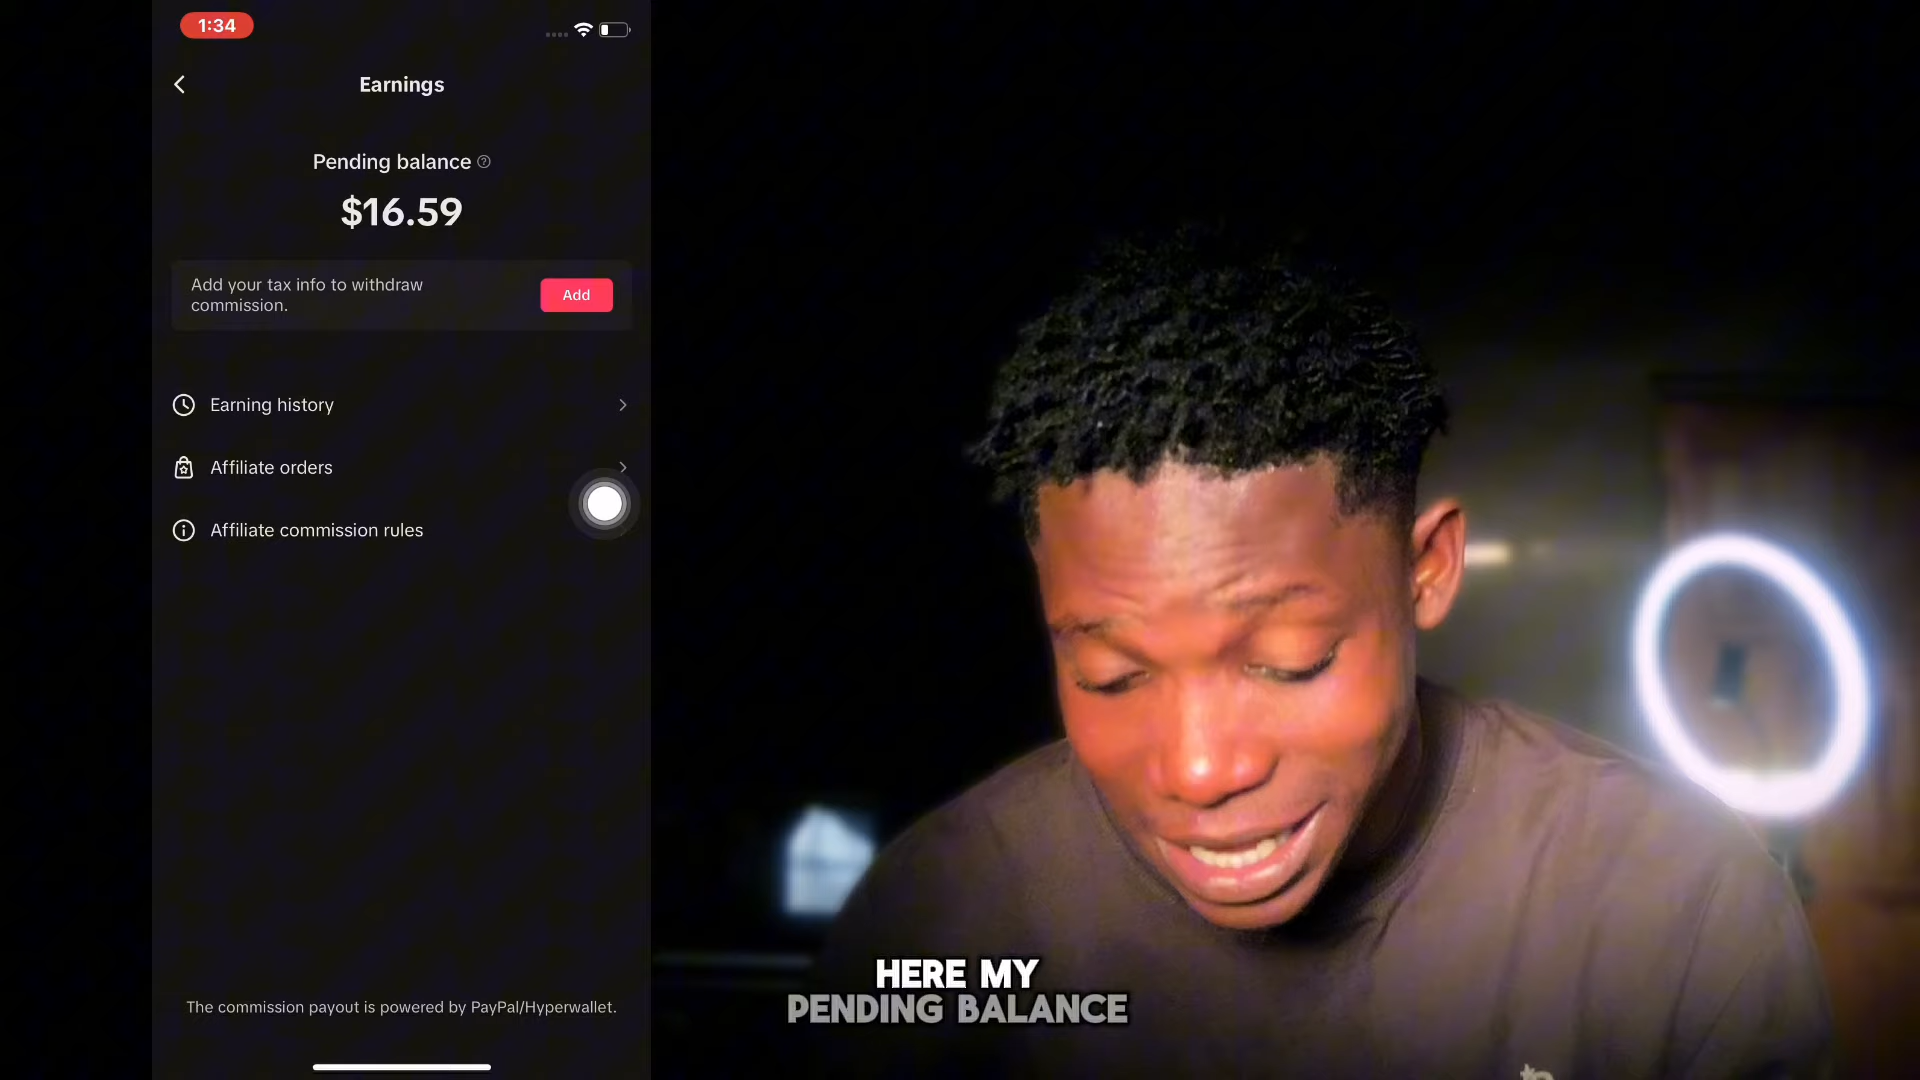 1:34
Earnings
Pending balance
$16.59
Add your tax info to withdraw
commission.
Add
Earning history
Affiliate orders
Affiliate commission rules
The commission payout is powered by PayPal/Hyperwallet.
HERE MY
PENDING BALANCE